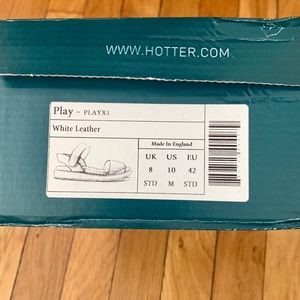 WWW.HOTTER.COM
Play - PLAYX1
White Leather
Made In England
UK US EU
8 10 42
STD M STD